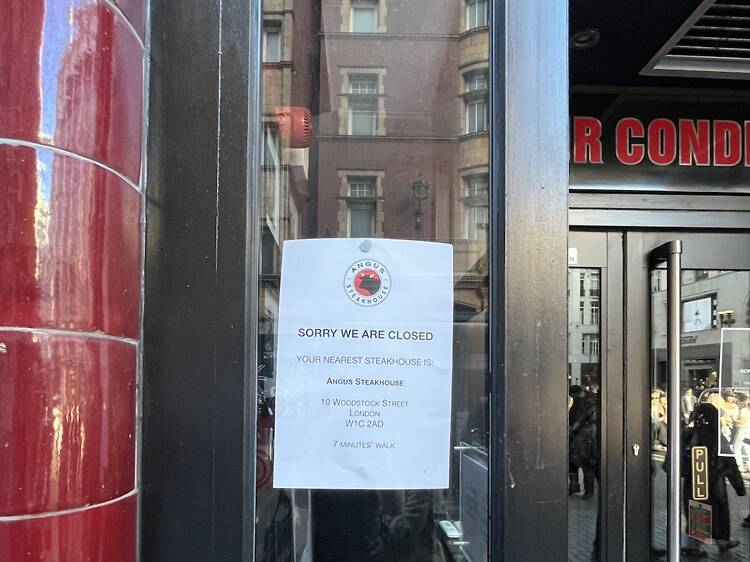 ANGUS
STEAKHOUSE
SORRY WE ARE CLOSED
YOUR NEAREST STEAKHOUSE IS:
ANGUS STEAKHOUSE
10 WOODSTOCK STREET
LONDON
W1C 2AD
7 MINUTES' WALK
R CONDI
PULL